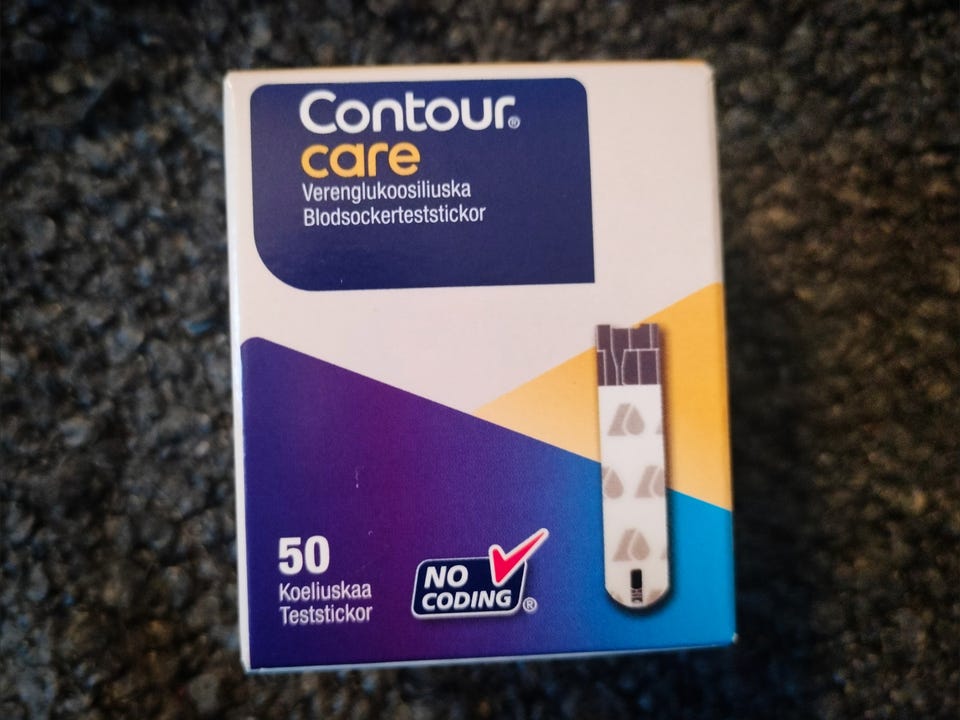 Contour®
care
Verenglukoosiliuska
Blodsockerteststickor
50
Koeliuskaa
Teststickor
NO
CODING®